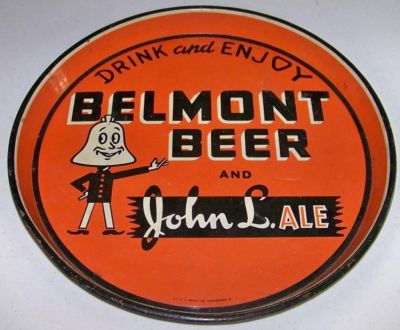 DRINK and ENJOY
BELMONT
BEER
AND
John L. ALE